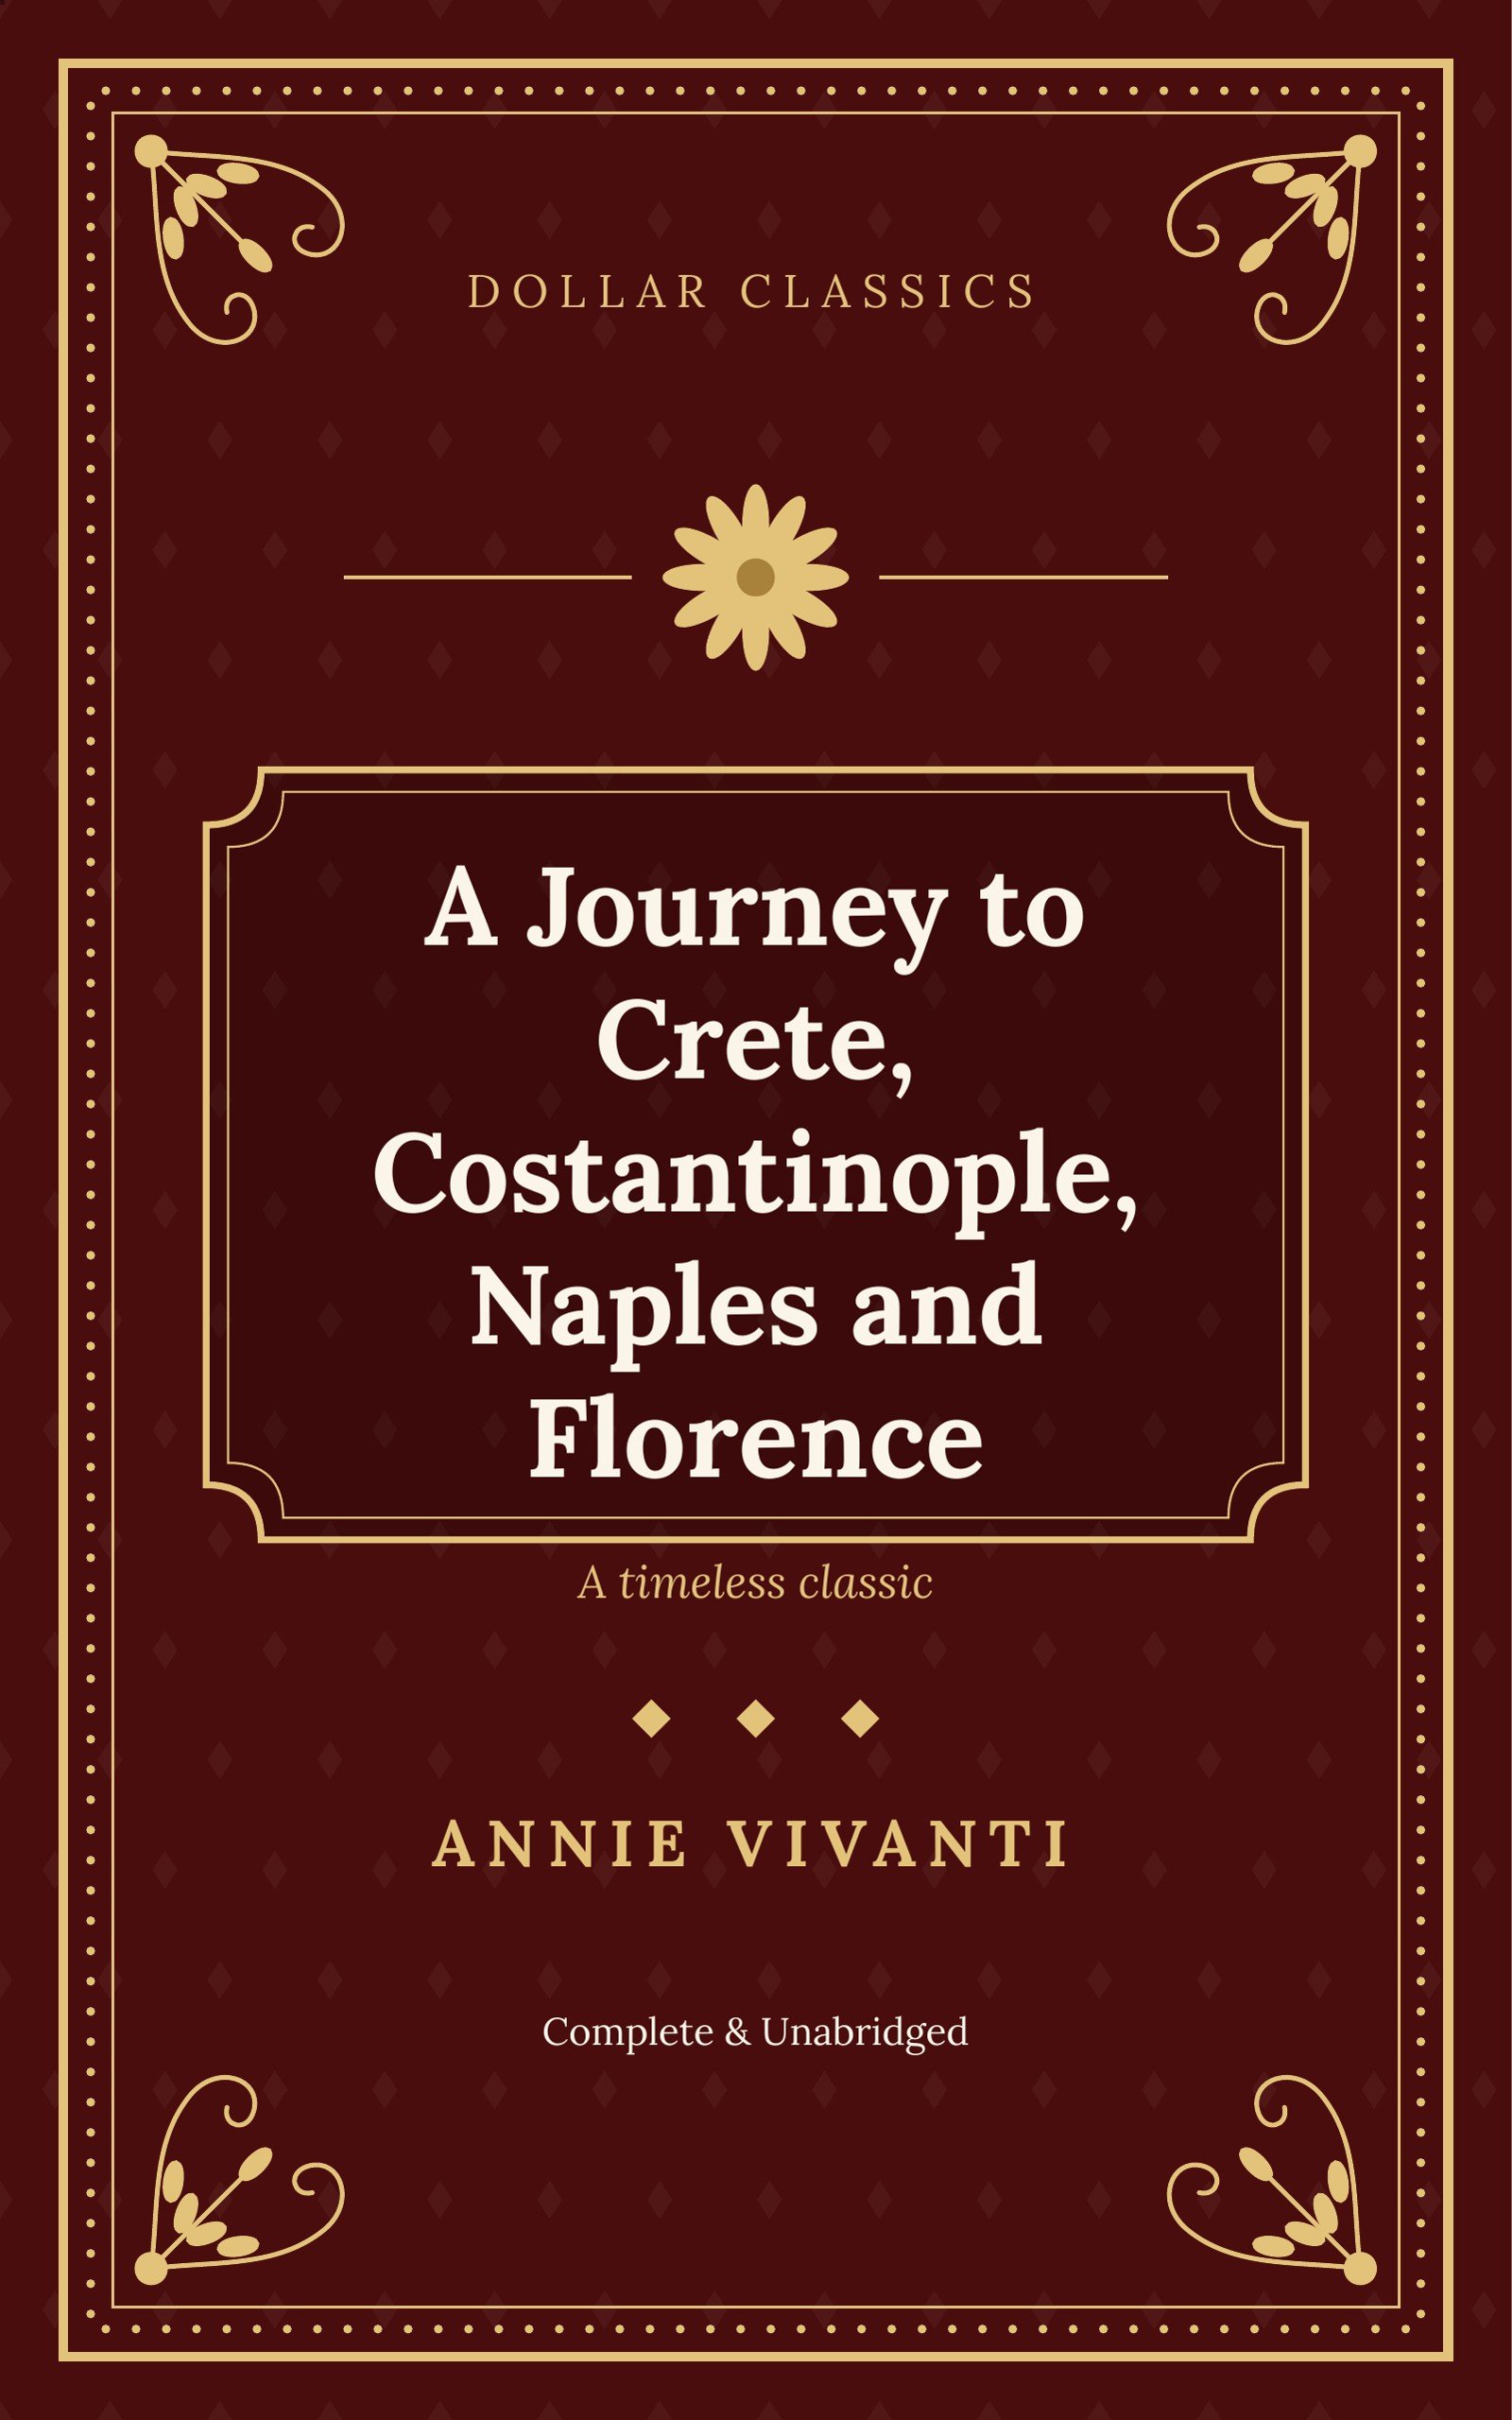 DOLLAR CLASSICS
A Journey to
Crete,
Costantinople,
Naples and
Florence
A timeless classic
ANNIE VIVANTI
Complete & Unabridged